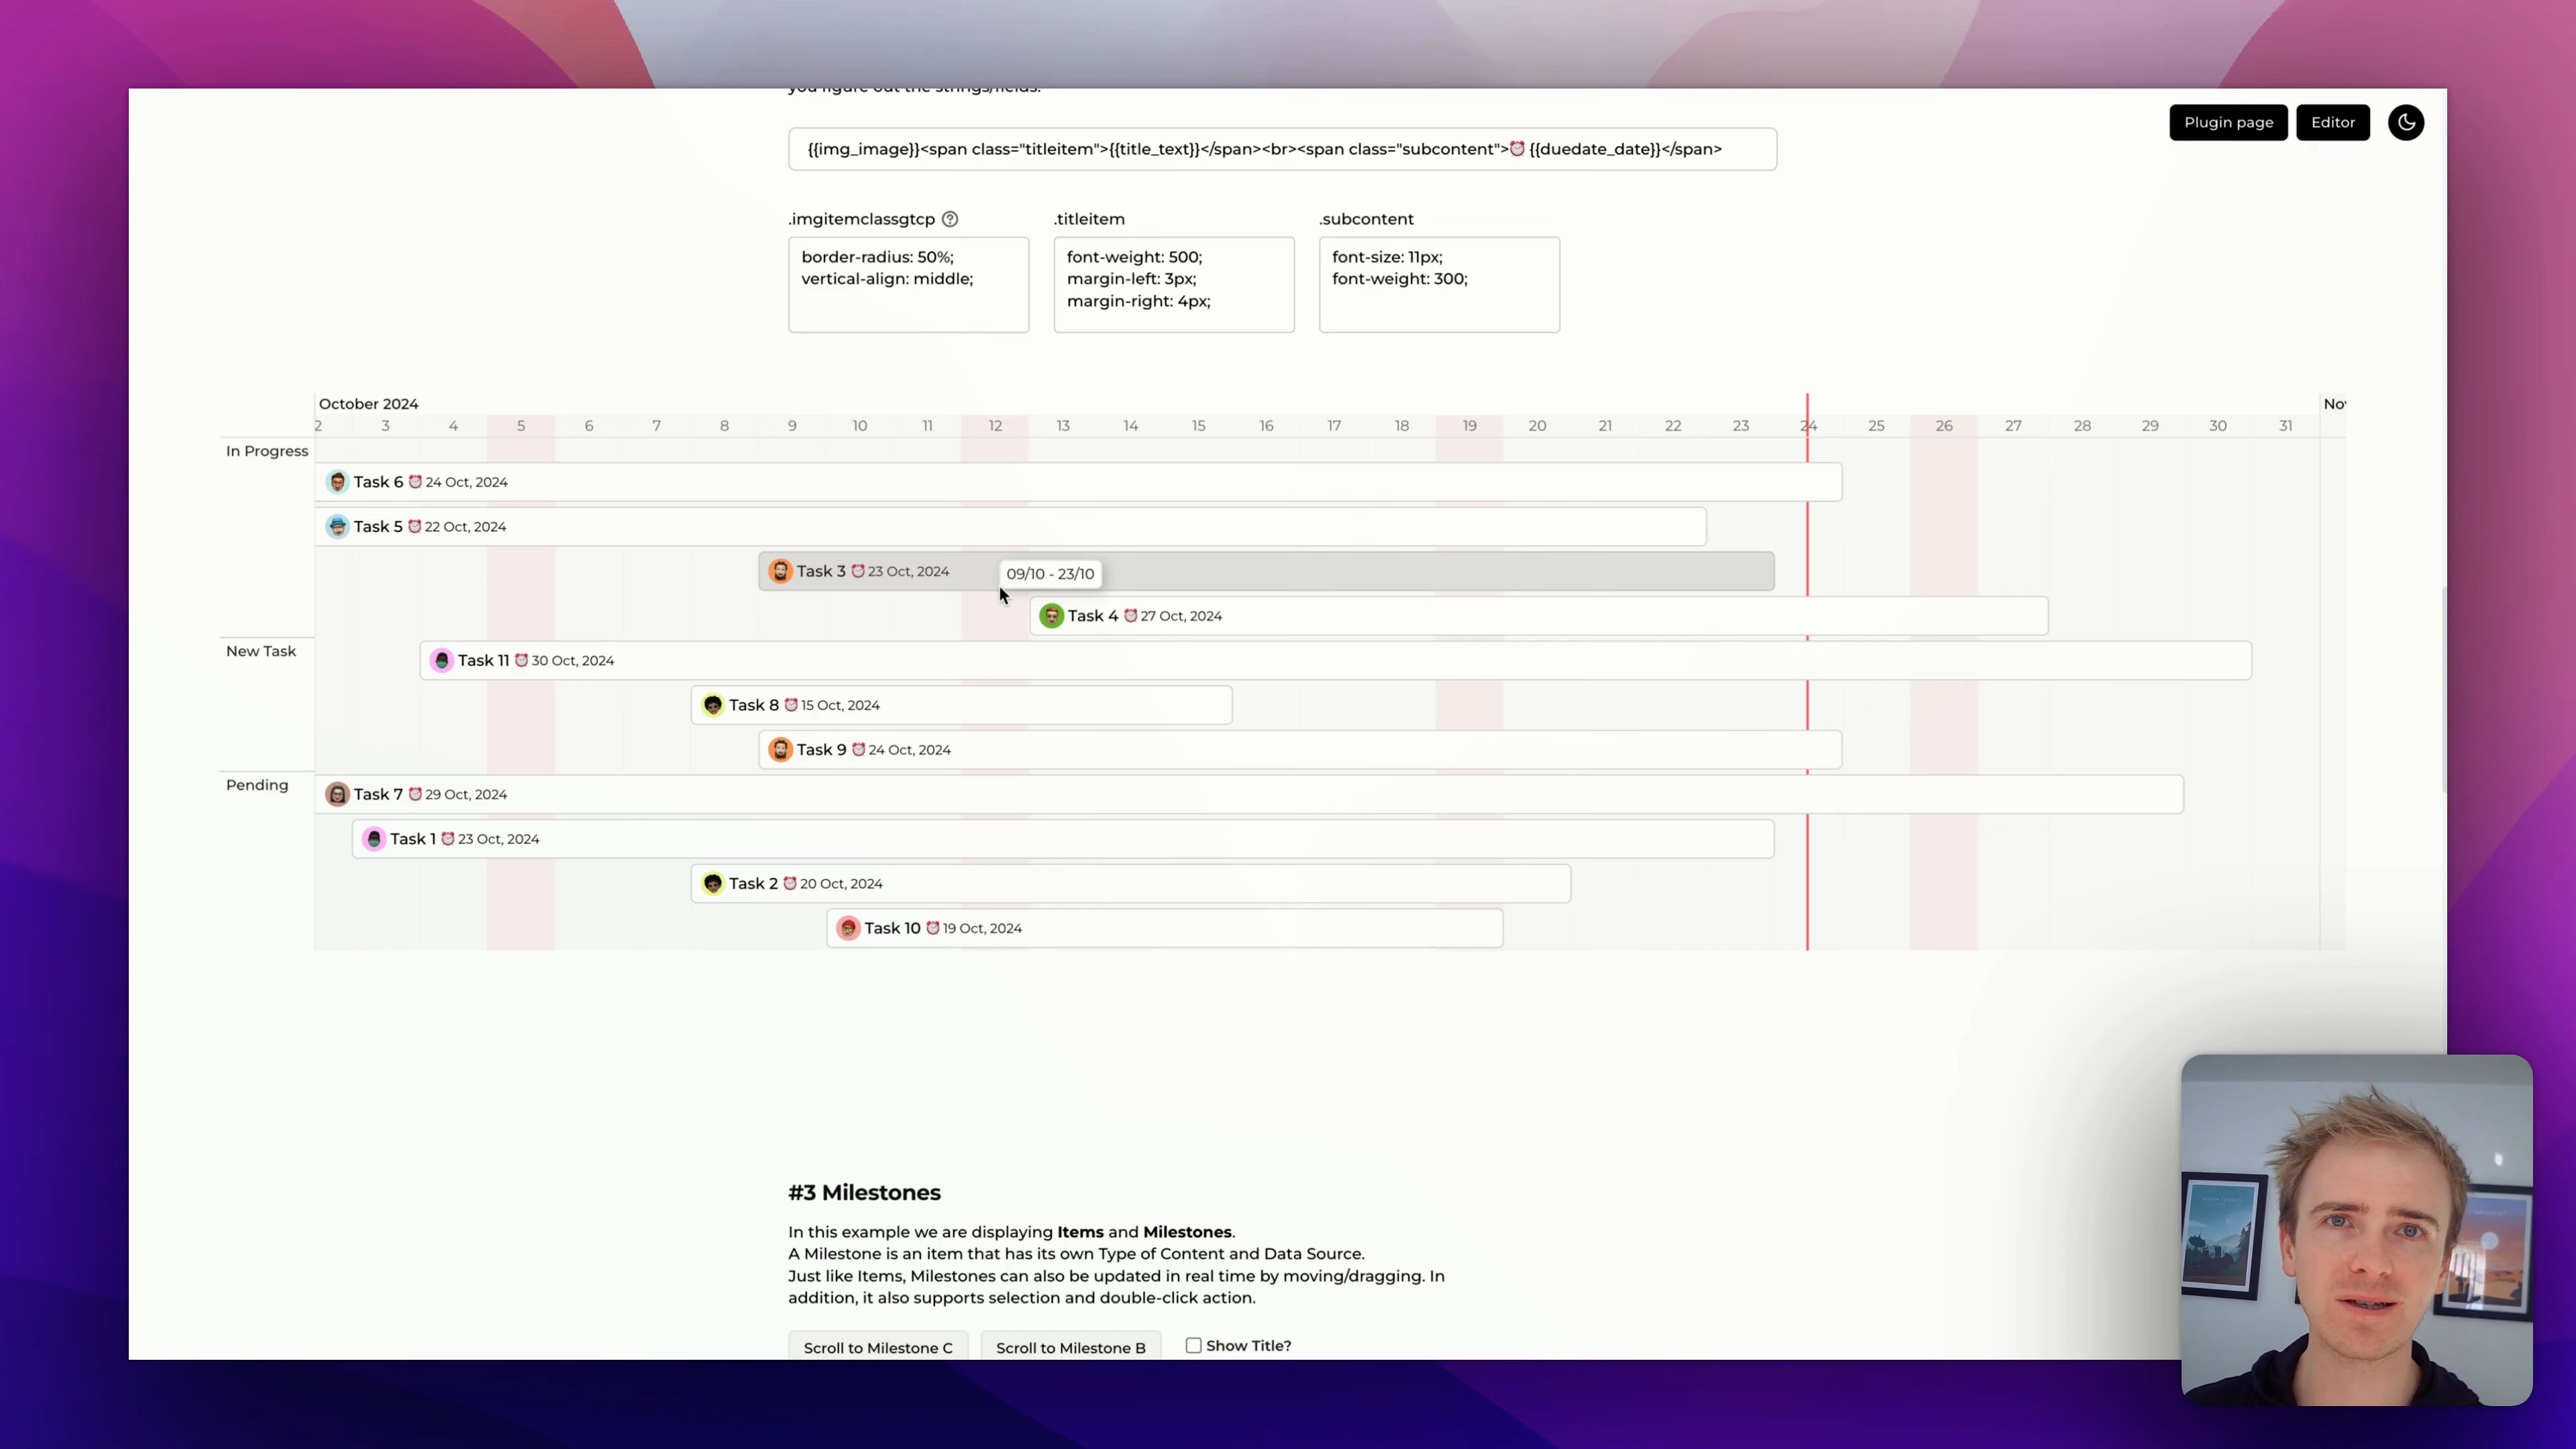 you figure out the strings/fields.
Plugin page
Editor
{{img_image}}<span class="titleitem">{{title_text}}</span><br><span class="subcontent">⏰ {{duedate_date}}</span>
.imgitemclassgtcp
.titleitem
.subcontent
border-radius: 50%;
vertical-align: middle;
font-weight: 500;
margin-left: 3px;
margin-right: 4px;
font-size: 11px;
font-weight: 300;
October 2024
Nov
2 3 4 5 6 7 8 9 10 11 12 13 14 15 16 17 18 19 20 21 22 23 24 25 26 27 28 29 30 31
In Progress
Task 6 ⏰ 24 Oct, 2024
Task 5 ⏰ 22 Oct, 2024
Task 3 ⏰ 23 Oct, 2024
09/10 - 23/10
Task 4 ⏰ 27 Oct, 2024
New Task
Task 11 ⏰ 30 Oct, 2024
Task 8 ⏰ 15 Oct, 2024
Task 9 ⏰ 24 Oct, 2024
Pending
Task 7 ⏰ 29 Oct, 2024
Task 1 ⏰ 23 Oct, 2024
Task 2 ⏰ 20 Oct, 2024
Task 10 ⏰ 19 Oct, 2024
#3 Milestones
In this example we are displaying Items and Milestones.
A Milestone is an item that has its own Type of Content and Data Source.
Just like Items, Milestones can also be updated in real time by moving/dragging. In
addition, it also supports selection and double-click action.
Scroll to Milestone C
Scroll to Milestone B
Show Title?